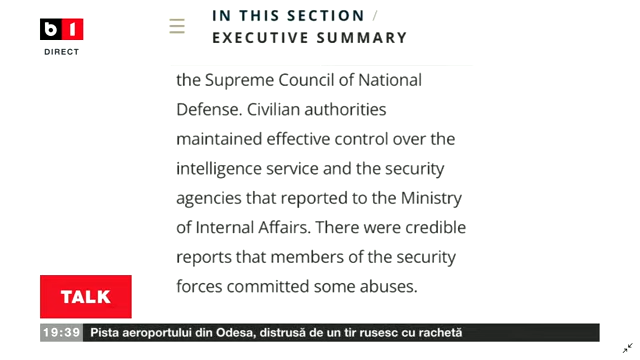 b1
DIRECT
IN THIS SECTION /
EXECUTIVE SUMMARY
the Supreme Council of National
Defense. Civilian authorities
maintained effective control over the
intelligence service and the security
agencies that reported to the Ministry
of Internal Affairs. There were credible
reports that members of the security
forces committed some abuses.
TALK
19:39 Pista aeroportului din Odesa, distrusă de un tir rusesc cu rachetă